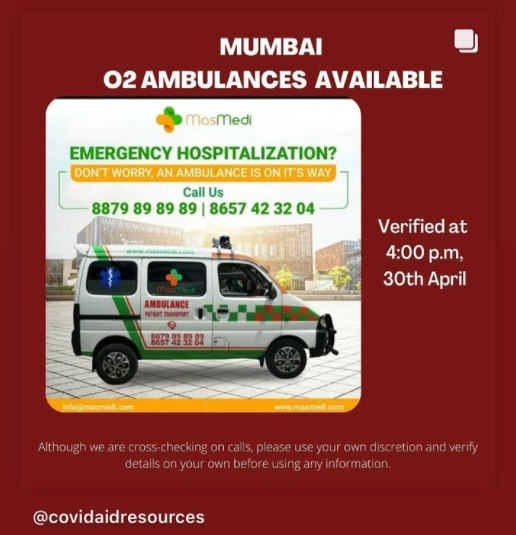 MUMBAI
O2 AMBULANCES AVAILABLE
MasMedi
EMERGENCY HOSPITALIZATION?
DON'T WORRY, AN AMBULANCE IS ON IT'S WAY
Call Us
8879 89 89 89 | 8657 42 32 04
Verified at
4:00 p.m,
30th April
www.masmedi.com
MasMedi
AMBULANCE
PATIENT TRANSPORT
8879 89 89 89
8657 42 32 04
info@masmedi.com
www.masmedi.com
Although we are cross-checking on calls, please use your own discretion and verify
details on your own before using any information.
@covidaidresources